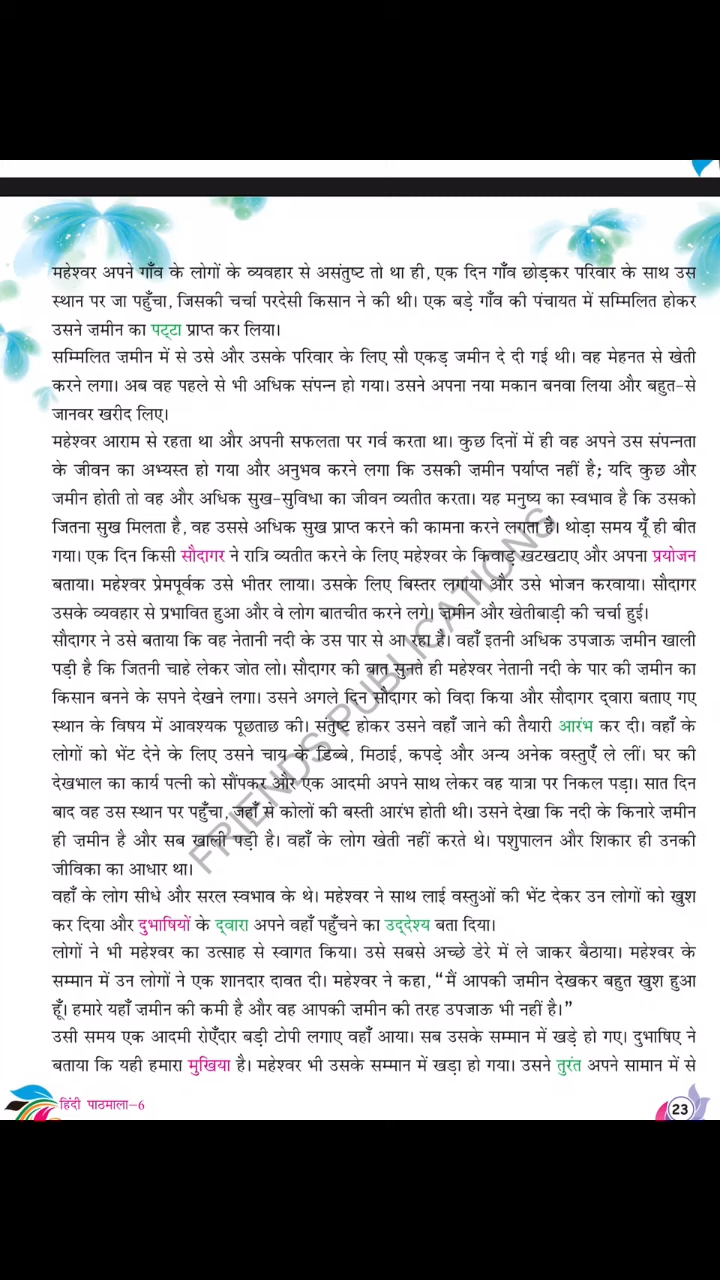 महेश्वर अपने गाँव के लोगों के व्यवहार से असंतुष्ट तो था ही, एक दिन गाँव छोड़कर परिवार के साथ उस
स्थान पर जा पहुँचा, जिसकी चर्चा परदेसी किसान ने की थी। एक बड़े गाँव की पंचायत में सम्मिलित होकर
उसने ज़मीन का पट्टा प्राप्त कर लिया।
सम्मिलित ज़मीन में से उसे और उसके परिवार के लिए सौ एकड़ जमीन दे दी गई थी। वह मेहनत से खेती
करने लगा। अब वह पहले से भी अधिक संपन्न हो गया। उसने अपना नया मकान बनवा लिया और बहुत-से
जानवर खरीद लिए।
महेश्वर आराम से रहता था और अपनी सफलता पर गर्व करता था। कुछ दिनों में ही वह अपने उस संपन्नता
के जीवन का अभ्यस्त हो गया और अनुभव करने लगा कि उसकी ज़मीन पर्याप्त नहीं है; यदि कुछ और
जमीन होती तो वह और अधिक सुख-सुविधा का जीवन व्यतीत करता। यह मनुष्य का स्वभाव है कि उसको
जितना सुख मिलता है, वह उससे अधिक सुख प्राप्त करने की कामना करने लगता है। थोड़ा समय यूँ ही बीत
गया। एक दिन किसी सौदागर ने रात्रि व्यतीत करने के लिए महेश्वर के किवाड़ खटखटाए और अपना प्रयोजन
बताया। महेश्वर प्रेमपूर्वक उसे भीतर लाया। उसके लिए बिस्तर लगाया और उसे भोजन करवाया। सौदागर
उसके व्यवहार से प्रभावित हुआ और वे लोग बातचीत करने लगे। ज़मीन और खेतीबाड़ी की चर्चा हुई।
सौदागर ने उसे बताया कि वह नेतानी नदी के उस पार से आ रहा है। वहाँ इतनी अधिक उपजाऊ ज़मीन खाली
पड़ी है कि जितनी चाहे लेकर जोत लो। सौदागर की बात सुनते ही महेश्वर नेतानी नदी के पार की ज़मीन का
किसान बनने के सपने देखने लगा। उसने अगले दिन सौदागर को विदा किया और सौदागर द्वारा बताए गए
स्थान के विषय में आवश्यक पूछताछ की। संतुष्ट होकर उसने वहाँ जाने की तैयारी आरंभ कर दी। वहाँ के
लोगों को भेंट देने के लिए उसने चाय के डिब्बे, मिठाई, कपड़े और अन्य अनेक वस्तुएँ ले लीं। घर की
देखभाल का कार्य पत्नी को सौंपकर और एक आदमी अपने साथ लेकर वह यात्रा पर निकल पड़ा। सात दिन
बाद वह उस स्थान पर पहुँचा, जहाँ से कोलों की बस्ती आरंभ होती थी। उसने देखा कि नदी के किनारे ज़मीन
ही ज़मीन है और सब खाली पड़ी है। वहाँ के लोग खेती नहीं करते थे। पशुपालन और शिकार ही उनकी
जीविका का आधार था।
वहाँ के लोग सीधे और सरल स्वभाव के थे। महेश्वर ने साथ लाई वस्तुओं की भेंट देकर उन लोगों को खुश
कर दिया और दुभाषियों के द्वारा अपने वहाँ पहुँचने का उद्देश्य बता दिया।
लोगों ने भी महेश्वर का उत्साह से स्वागत किया। उसे सबसे अच्छे डेरे में ले जाकर बैठाया। महेश्वर के
सम्मान में उन लोगों ने एक शानदार दावत दी। महेश्वर ने कहा, “मैं आपकी ज़मीन देखकर बहुत खुश हुआ
हूँ। हमारे यहाँ ज़मीन की कमी है और वह आपकी ज़मीन की तरह उपजाऊ भी नहीं है।”
उसी समय एक आदमी रोएँदार बड़ी टोपी लगाए वहाँ आया। सब उसके सम्मान में खड़े हो गए। दुभाषिए ने
बताया कि यही हमारा मुखिया है। महेश्वर भी उसके सम्मान में खड़ा हो गया। उसने तुरंत अपने सामान में से
हिंदी पाठमाला-6
23
FRIENDS PUBLICATIONS